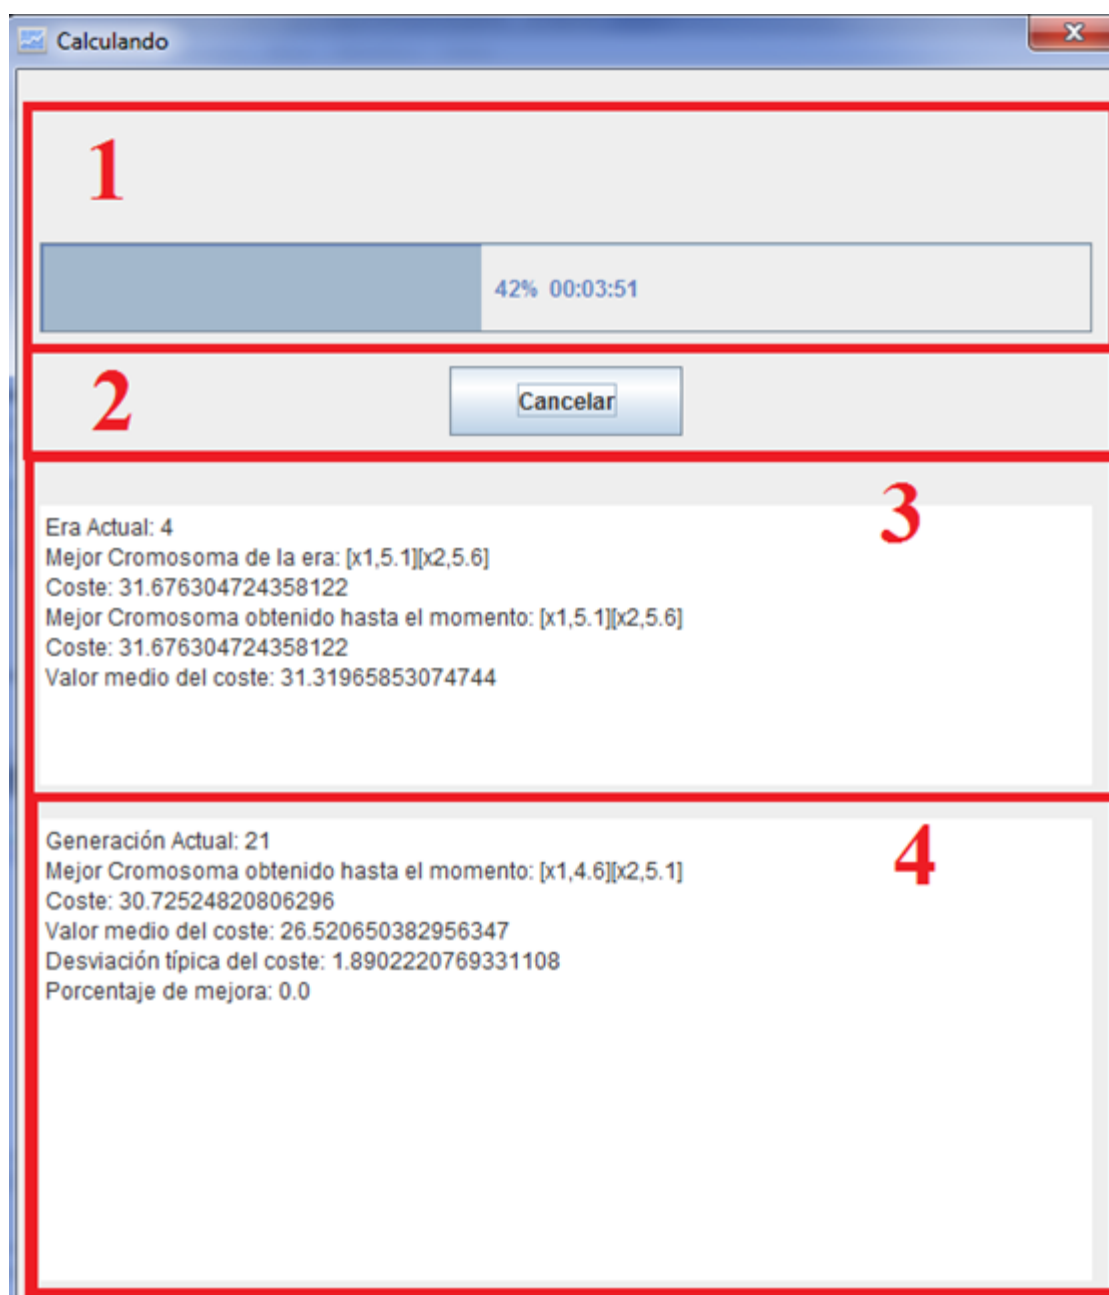 Calculando
1
42% 00:03:51
2
Cancelar
3
Era Actual: 4
Mejor Cromosoma de la era: [x1,5.1][x2,5.6]
Coste: 31.676304724358122
Mejor Cromosoma obtenido hasta el momento: [x1,5.1][x2,5.6]
Coste: 31.676304724358122
Valor medio del coste: 31.31965853074744
4
Generación Actual: 21
Mejor Cromosoma obtenido hasta el momento: [x1,4.6][x2,5.1]
Coste: 30.72524820806296
Valor medio del coste: 26.520650382956347
Desviación típica del coste: 1.8902220769331108
Porcentaje de mejora: 0.0